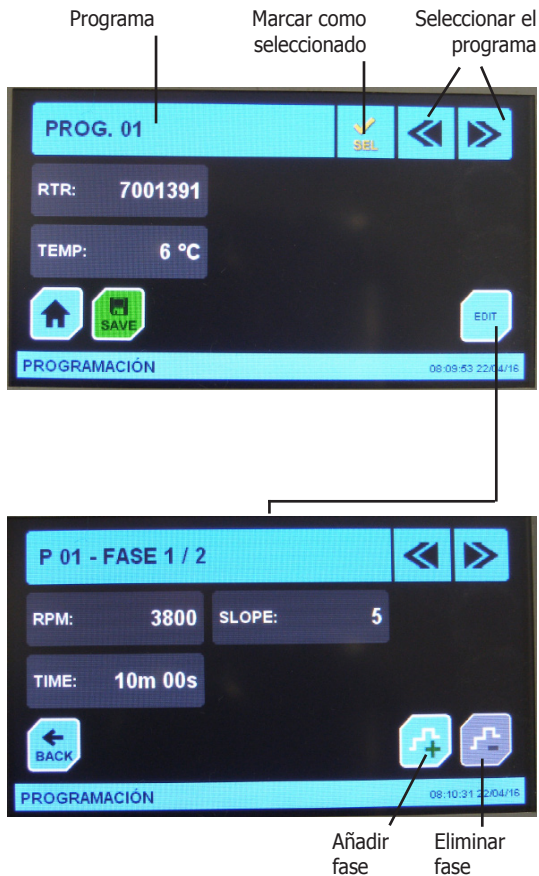 Programa
Marcar como
seleccionado
Seleccionar el
programa
PROG. 01
SEL
RTR: 7001391
TEMP: 6 ºC
SAVE
EDIT
PROGRAMACIÓN
08:09:53 22/04/16
P 01 - FASE 1 / 2
RPM: 3800
SLOPE: 5
TIME: 10m 00s
BACK
PROGRAMACIÓN
08:10:31 22/04/16
Añadir
fase
Eliminar
fase